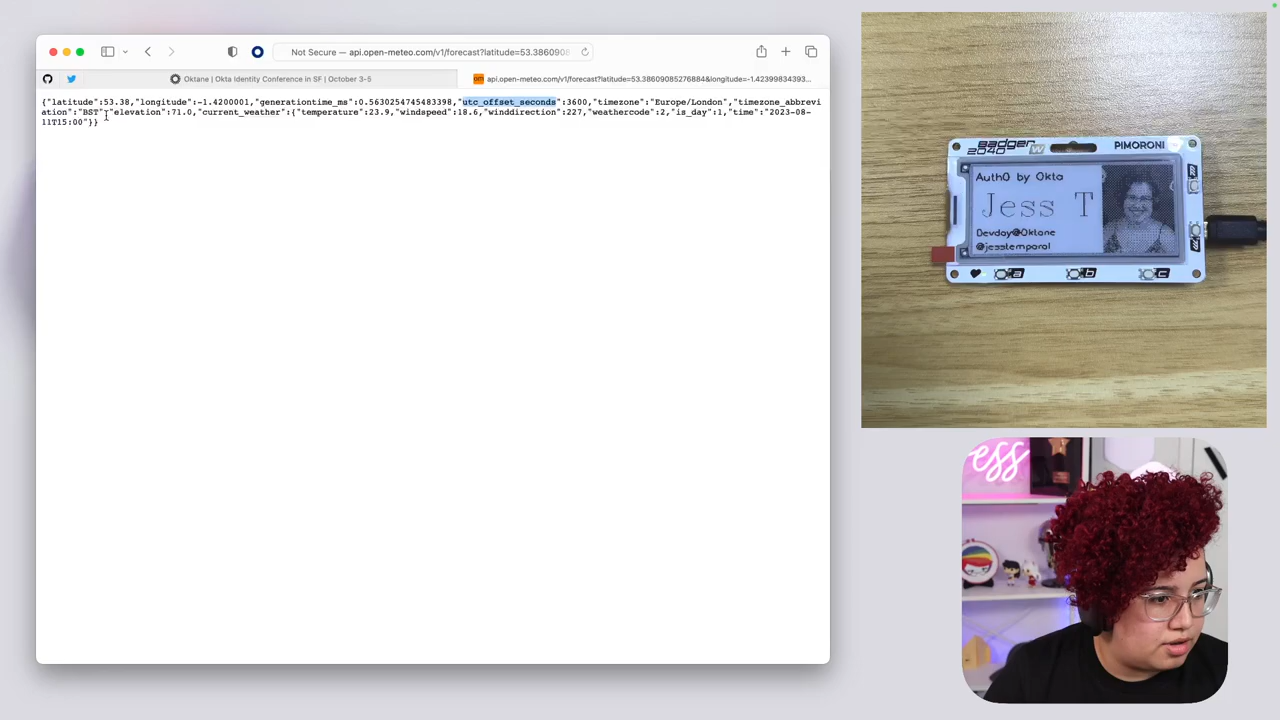 Not Secure — api.open-meteo.com/v1/forecast?latitude=53.386090
Oktane | Okta Identity Conference in SF | October 3-5
om
api.open-meteo.com/v1/forecast?latitude=53.38609085276884&longitude=-1.42399834393...
{"latitude":53.38,"longitude":-1.4200001,"generationtime_ms":0.5630254745483398,"utc_offset_seconds":3600,"timezone":"Europe/London","timezone_abbrevi
ation":"BST","elevation":71.0,"current_weather":{"temperature":23.9,"windspeed":18.6,"winddirection":227,"weathercode":2,"is_day":1,"time":"2023-08-
11T15:00"}}
badger
2040 W
PIMORONI
Auth0 by Okta
Jess T
Devday@Oktane
@jesstemporal
a
b
c
ess